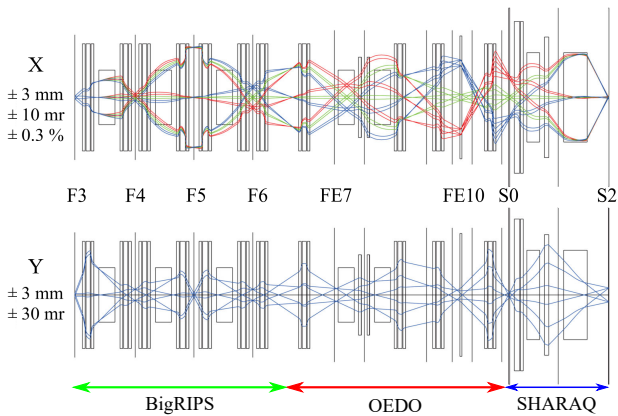 X
± 3 mm
± 10 mr
± 0.3 %
F3 F4 F5 F6 FE7 FE10 S0 S2
Y
± 3 mm
± 30 mr
BigRIPS OEDO SHARAQ